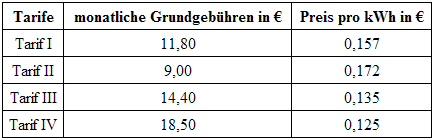 Tarife monatliche Grundgebühren in € Preis pro kWh in €
Tarif I 11,80 0,157
Tarif II 9,00 0,172
Tarif III 14,40 0,135
Tarif IV 18,50 0,125